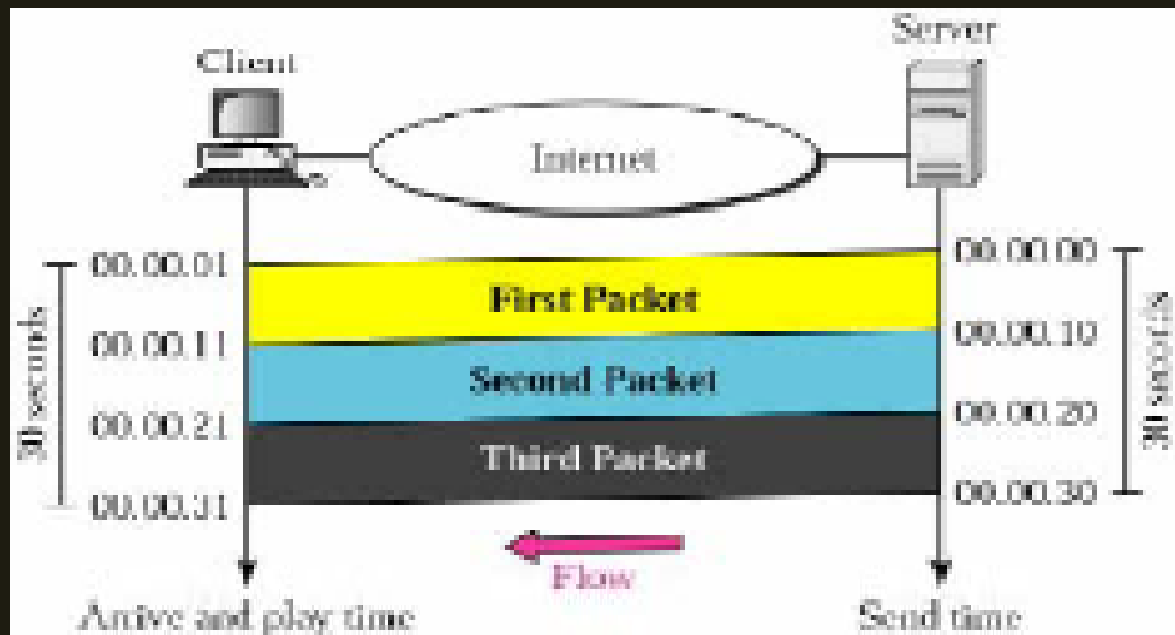 Server
Client
Internet
00.00.01
00.00.00
First Packet
00.00.11
00.00.10
Second Packet
00.00.21
00.00.20
Third Packet
00.00.31
00.00.30
30 seconds
30 seconds
Flow
Arrive and play time
Send time